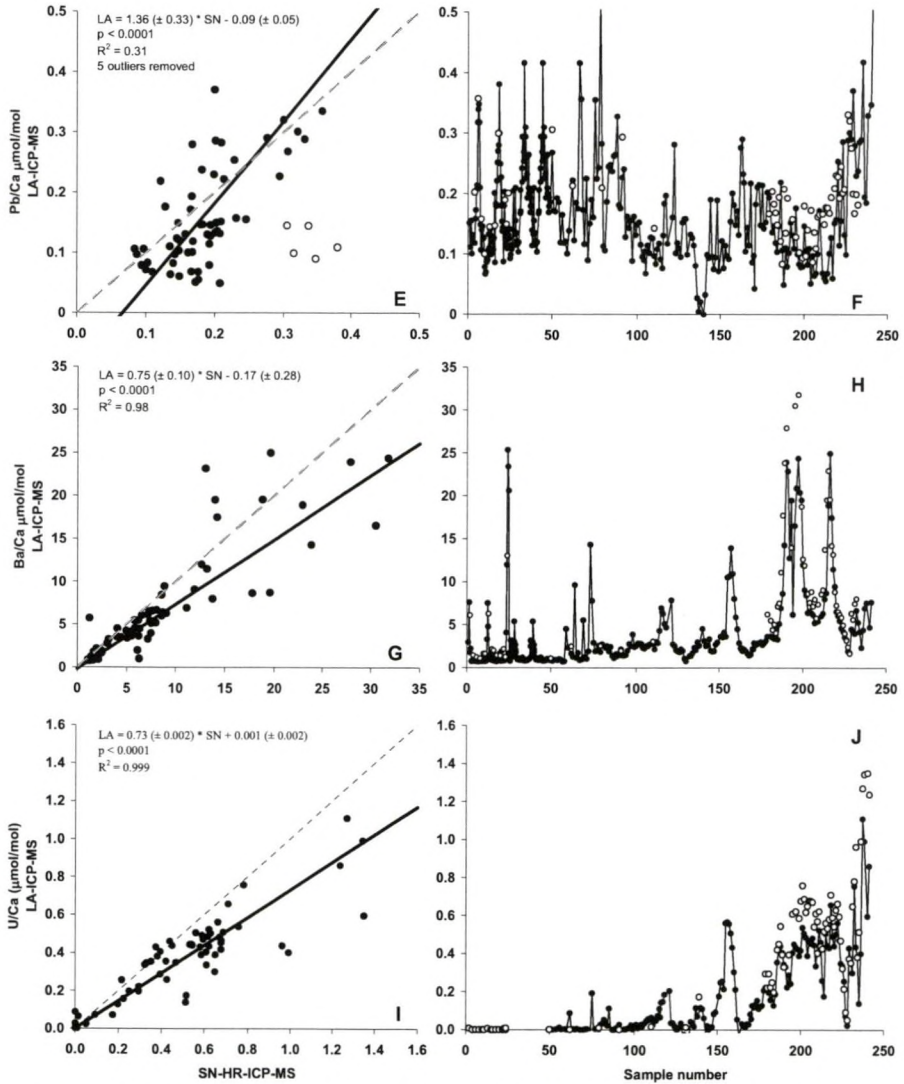 LA = 1.36 (± 0.33) * SN - 0.09 (± 0.05)
p < 0.0001
R² = 0.31
5 outliers removed
Pb/Ca μmol/mol
LA-ICP-MS
0.5
0.4
0.3
0.2
0.1
0
0.0 0.1 0.2 0.3 0.4 0.5
E
0.5
0.4
0.3
0.2
0.1
0
0 50 100 150 200 250
F
LA = 0.75 (± 0.10) * SN - 0.17 (± 0.28)
p < 0.0001
R² = 0.98
Ba/Ca μmol/mol
LA-ICP-MS
35
30
25
20
15
10
5
0
0 5 10 15 20 25 30 35
G
35
30
25
20
15
10
5
0
0 50 100 150 200 250
H
LA = 0.73 (± 0.002) * SN + 0.001 (± 0.002)
p < 0.0001
R² = 0.999
U/Ca (μmol/mol)
LA-ICP-MS
1.6
1.4
1.2
1.0
0.8
0.6
0.4
0.2
0.0
0.0 0.2 0.4 0.6 0.8 1.0 1.2 1.4 1.6
SN-HR-ICP-MS
I
1.6
1.4
1.2
1.0
0.8
0.6
0.4
0.2
0.0
0 50 100 150 200 250
Sample number
J